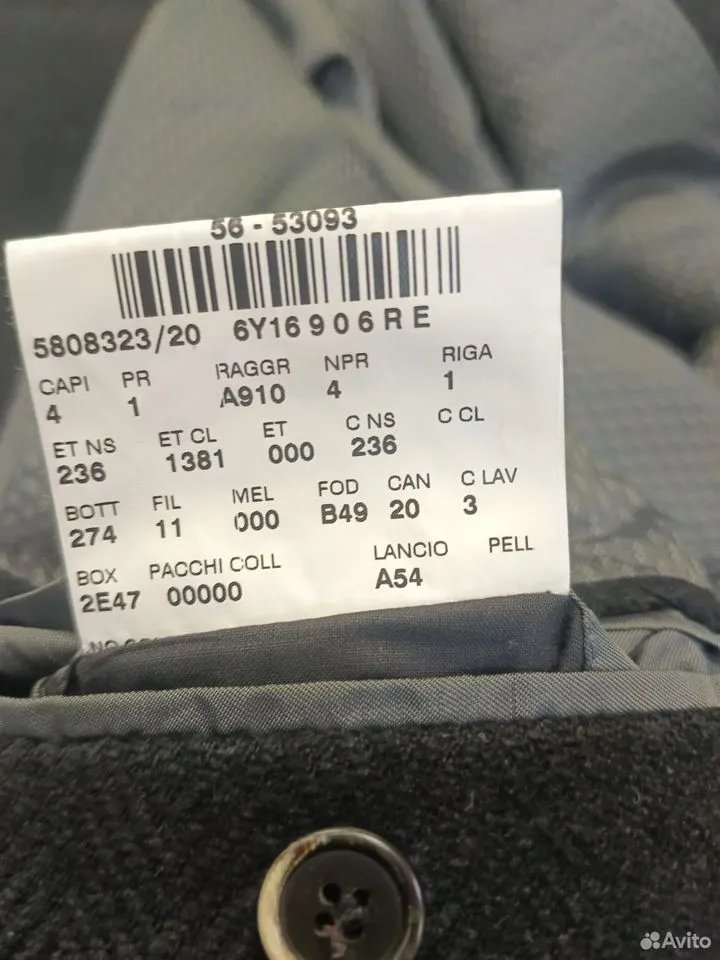 56 - 53093
5808323/20 6Y16906RE
CAPI PR RAGGR NPR RIGA
4 1 A910 4 1
ET NS ET CL ET C NS C CL
236 1381 000 236
BOTT FIL MEL FOD CAN C LAV
274 11 000 B49 20 3
BOX PACCHI COLL LANCIO PELL
2E47 00000 A54
Avito